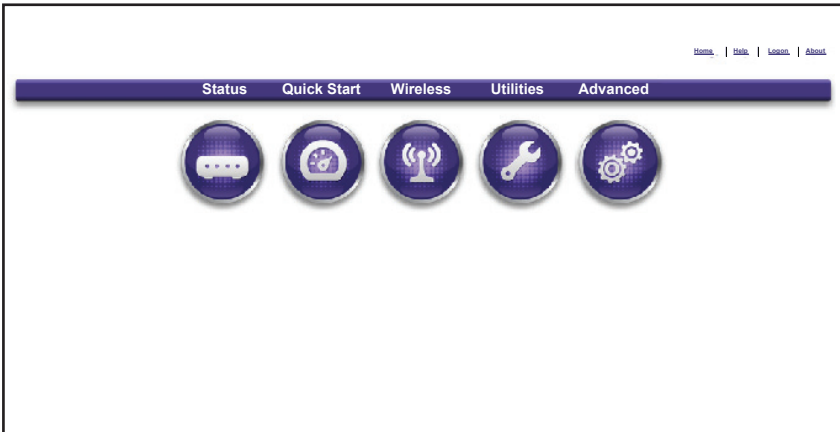 Home | Help | Logon | About
Status Quick Start Wireless Utilities Advanced